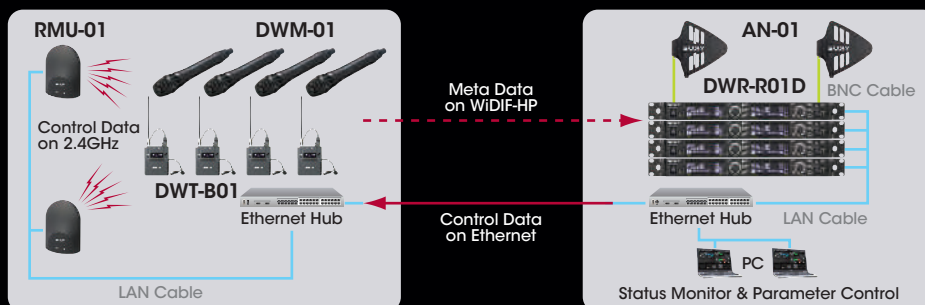 RMU-01
DWM-01
Control Data
on 2.4GHz
DWT-B01
Ethernet Hub
LAN Cable
Meta Data
on WiDIF-HP
Control Data
on Ethernet
AN-01
SONY
DWR-R01D
BNC Cable
Ethernet Hub
LAN Cable
PC
Status Monitor & Parameter Control